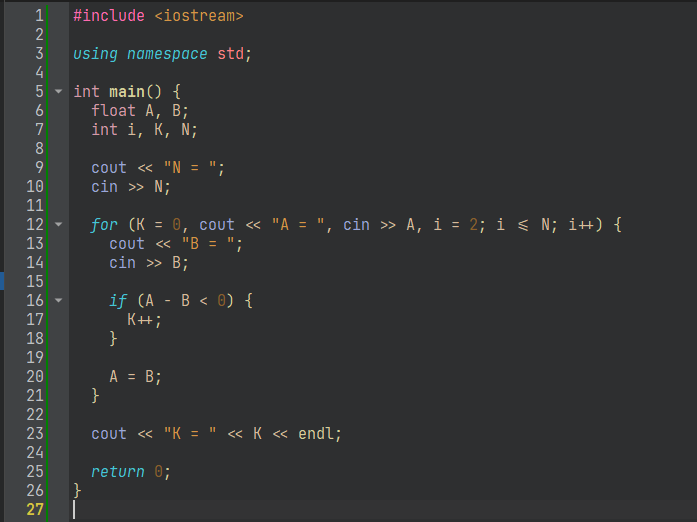 1 #include <iostream>
2
3 using namespace std;
4
5 int main() {
6   float A, B;
7   int i, K, N;
8
9   cout << "N = ";
10   cin >> N;
11
12   for (K = 0, cout << "A = ", cin >> A, i = 2; i <= N; i++) {
13     cout << "B = ";
14     cin >> B;
15
16     if (A - B < 0) {
17       K++;
18     }
19
20     A = B;
21   }
22
23   cout << "K = " << K << endl;
24
25   return 0;
26 }
27